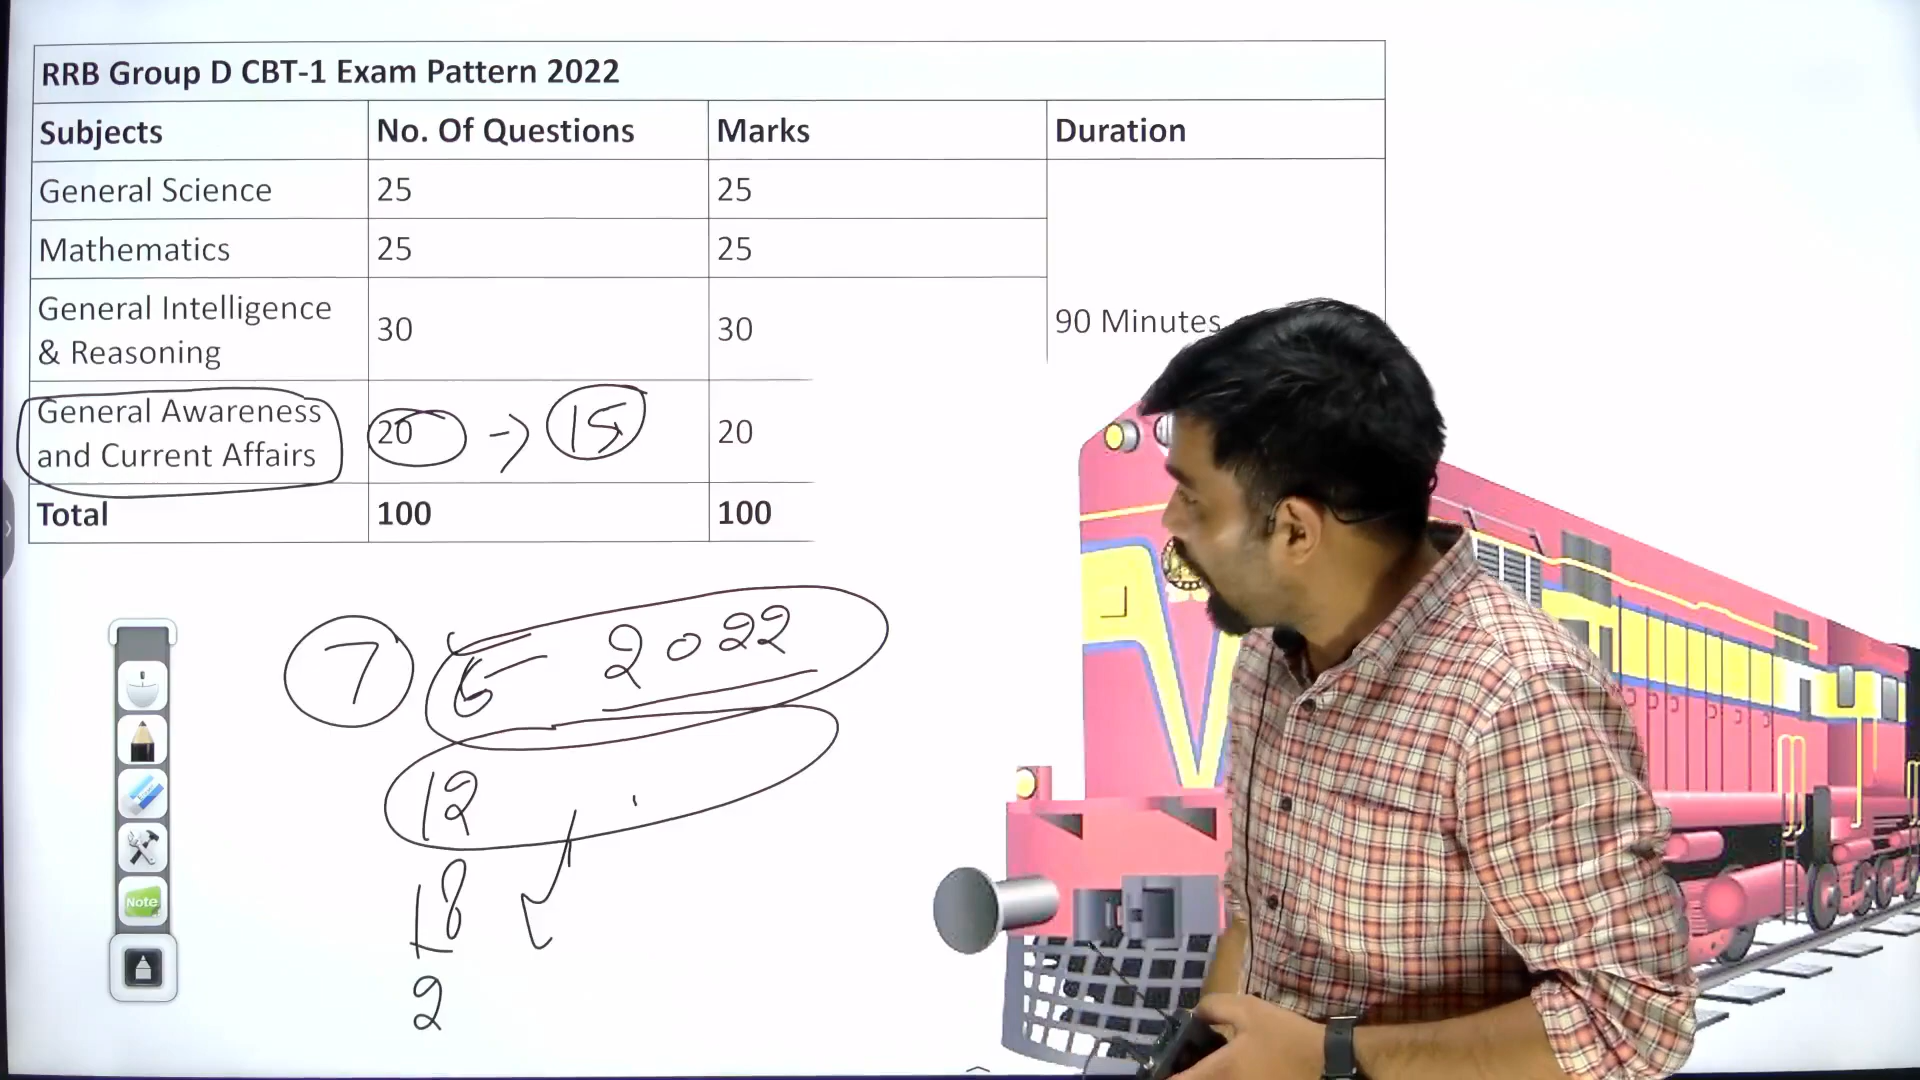 RRB Group D CBT-1 Exam Pattern 2022
Subjects No. Of Questions Marks Duration
General Science 25 25
Mathematics 25 25
General Intelligence
& Reasoning 30 30 90 Minutes
General Awareness
and Current Affairs 20 → 15 20
Total 100 100
7 6 2022
12
18
2
Note